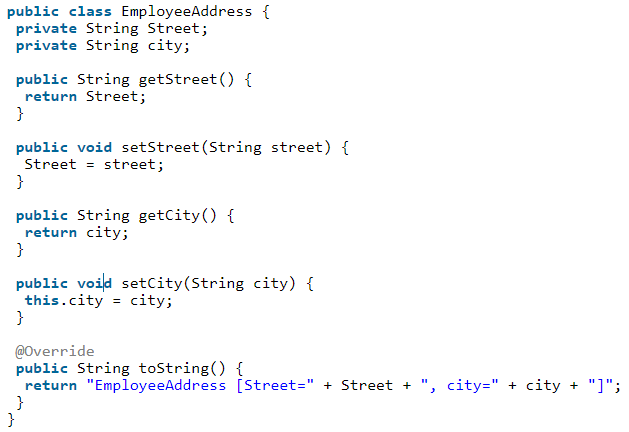 public class EmployeeAddress {
 private String Street;
 private String city;

 public String getStreet() {
  return Street;
 }

 public void setStreet(String street) {
  Street = street;
 }

 public String getCity() {
  return city;
 }

 public void setCity(String city) {
  this.city = city;
 }

 @Override
 public String toString() {
  return "EmployeeAddress [Street=" + Street + ", city=" + city + "]";
 }
}